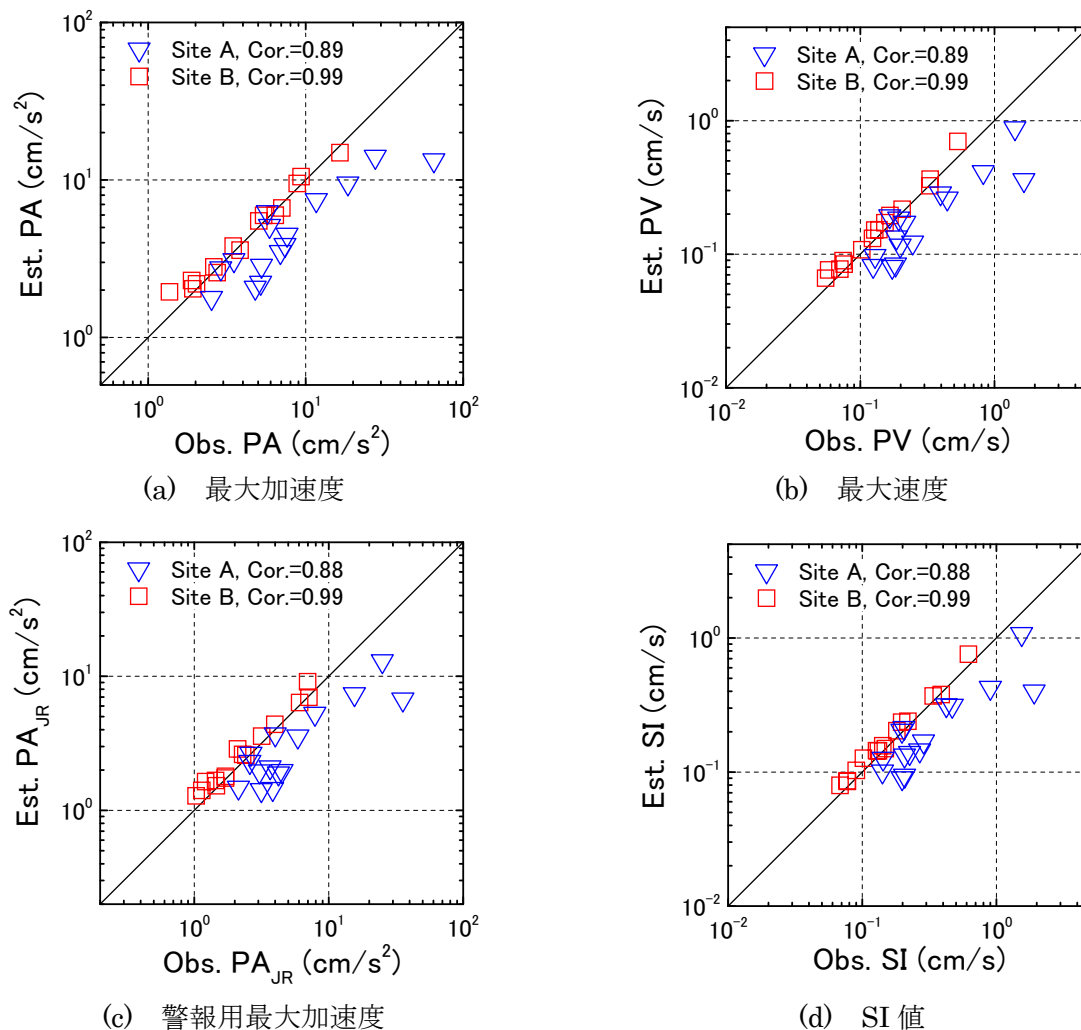 10²
Site A, Cor.=0.89
Site B, Cor.=0.99
10¹
10⁰
Est. PA (cm/s²)
10⁰
10¹
10²
Obs. PA (cm/s²)
(a) 最大加速度
Site A, Cor.=0.89
Site B, Cor.=0.99
10⁰
10⁻¹
10⁻²
Est. PV (cm/s)
10⁻²
10⁻¹
10⁰
Obs. PV (cm/s)
(b) 最大速度
10²
Site A, Cor.=0.88
Site B, Cor.=0.99
10¹
10⁰
Est. PA_JR (cm/s²)
10⁰
10¹
10²
Obs. PA_JR (cm/s²)
(c) 警報用最大加速度
Site A, Cor.=0.88
Site B, Cor.=0.99
10⁰
10⁻¹
10⁻²
Est. SI (cm/s)
10⁻²
10⁻¹
10⁰
Obs. SI (cm/s)
(d) SI 値